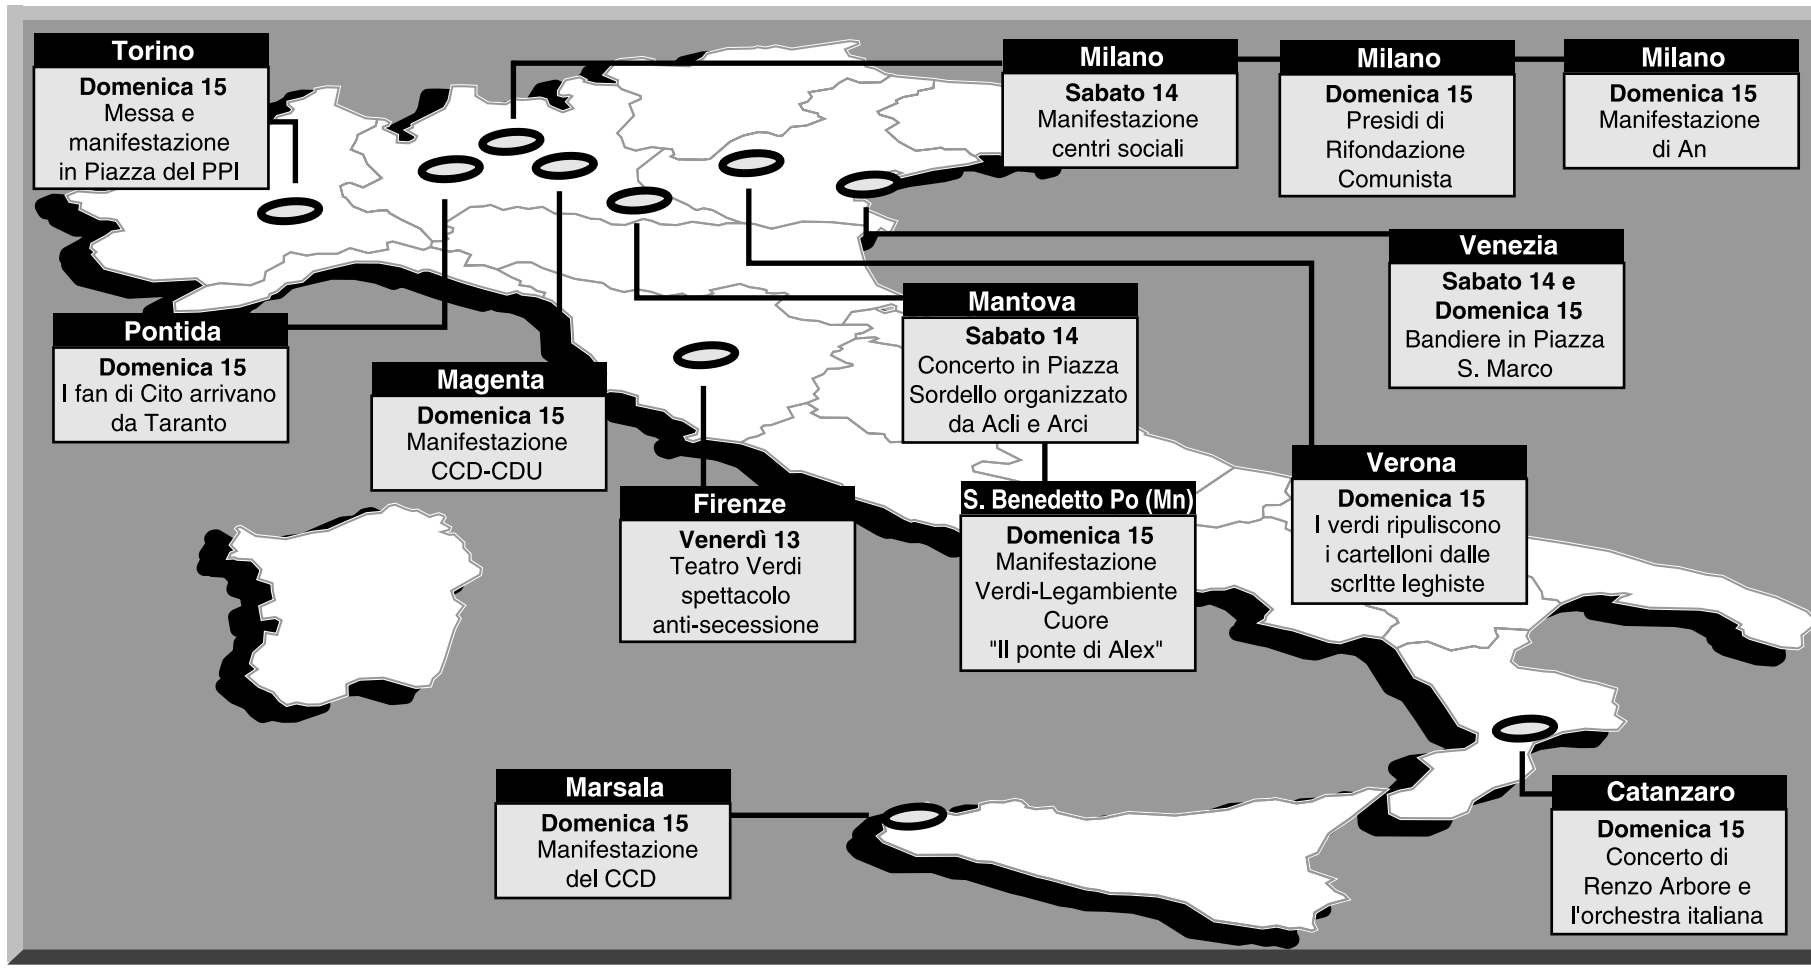 Torino
Domenica 15
Messa e
manifestazione
in Piazza del PPI
Milano
Sabato 14
Manifestazione
centri sociali
Milano
Domenica 15
Presidi di
Rifondazione
Comunista
Milano
Domenica 15
Manifestazione
di An
Venezia
Sabato 14 e
Domenica 15
Bandiere in Piazza
S. Marco
Pontida
Domenica 15
I fan di Cito arrivano
da Taranto
Magenta
Domenica 15
Manifestazione
CCD-CDU
Mantova
Sabato 14
Concerto in Piazza
Sordello organizzato
da Acli e Arci
Firenze
Venerdì 13
Teatro Verdi
spettacolo
anti-secessione
S. Benedetto Po (Mn)
Domenica 15
Manifestazione
Verdi-Legambiente
Cuore
"Il ponte di Alex"
Verona
Domenica 15
I verdi ripuliscono
i cartelloni dalle
scritte leghiste
Marsala
Domenica 15
Manifestazione
del CCD
Catanzaro
Domenica 15
Concerto di
Renzo Arbore e
l'orchestra italiana